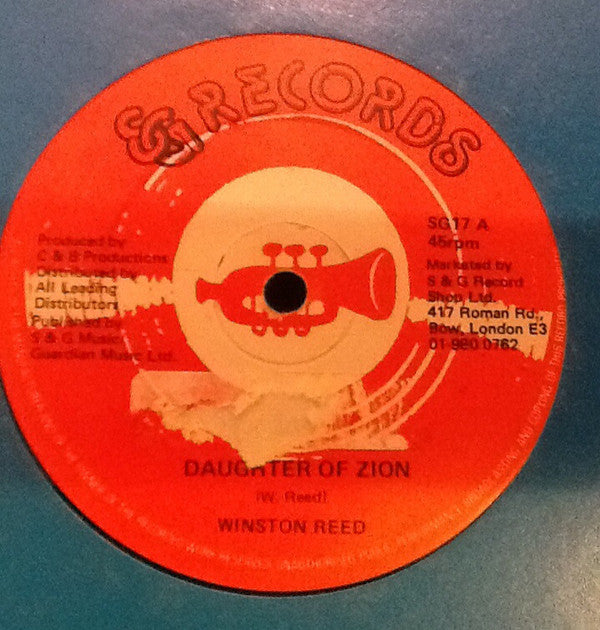 SG RECORDS
Produced by
C & B Productions
Distributed by
All Leading
Distributors
Published by
S & G Music/
Guardian Music Ltd.
SG17 A
45rpm
Marketed by
S & G Record
Shop Ltd.
417 Roman Rd.,
Bow, London E3
01 980 0762
DAUGHTER OF ZION
(W. Reed)
WINSTON REED